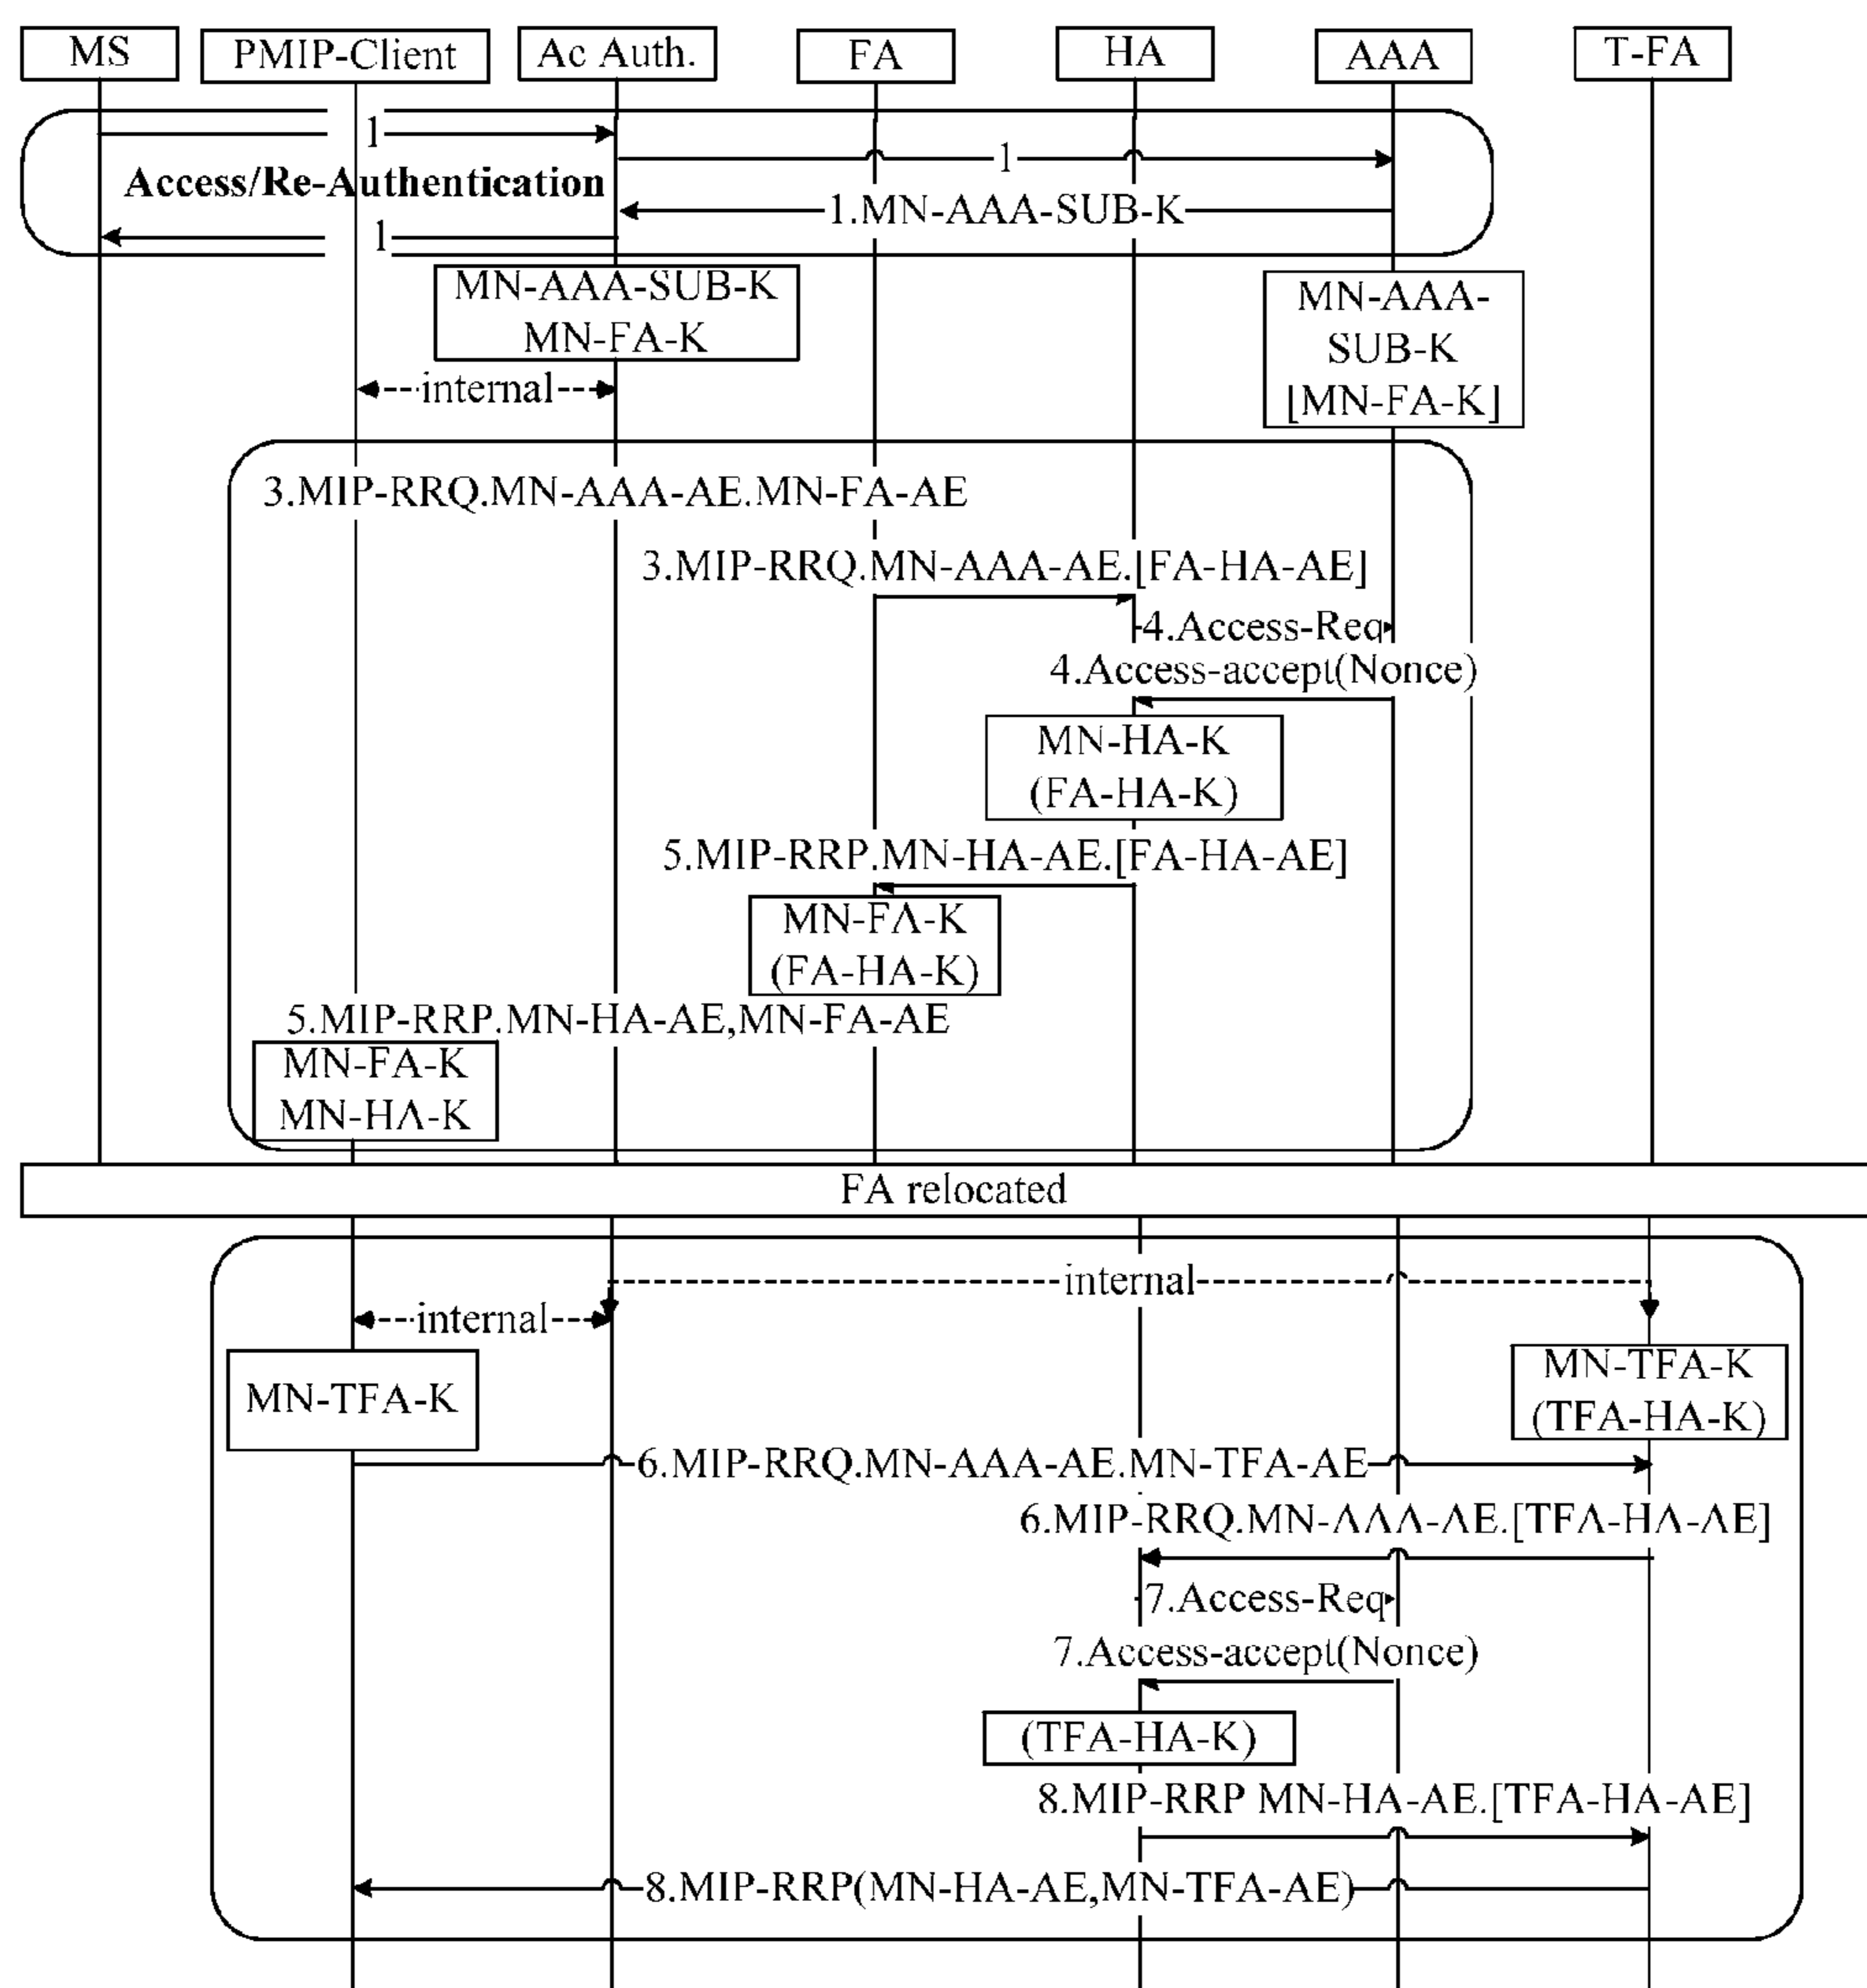 MS
PMIP-Client
Ac Auth.
FA
HA
AAA
T-FA
1
1
Access/Re-Authentication
1.MN-AAA-SUB-K
1
MN-AAA-SUB-K
MN-FA-K
MN-AAA-
SUB-K
[MN-FA-K]
internal
3.MIP-RRQ.MN-AAA-AE.MN-FA-AE
3.MIP-RRQ.MN-AAA-AE.[FA-HA-AE]
4.Access-Req
4.Access-accept(Nonce)
MN-HA-K
(FA-HA-K)
5.MIP-RRP.MN-HA-AE.[FA-HA-AE]
MN-FA-K
(FA-HA-K)
5.MIP-RRP.MN-HA-AE,MN-FA-AE
MN-FA-K
MN-HA-K
FA relocated
internal
internal
MN-TFA-K
MN-TFA-K
(TFA-HA-K)
6.MIP-RRQ.MN-AAA-AE.MN-TFA-AE
6.MIP-RRQ.MN-AAA-AE.[TFA-HA-AE]
7.Access-Req
7.Access-accept(Nonce)
(TFA-HA-K)
8.MIP-RRP MN-HA-AE.[TFA-HA-AE]
8.MIP-RRP(MN-HA-AE,MN-TFA-AE)